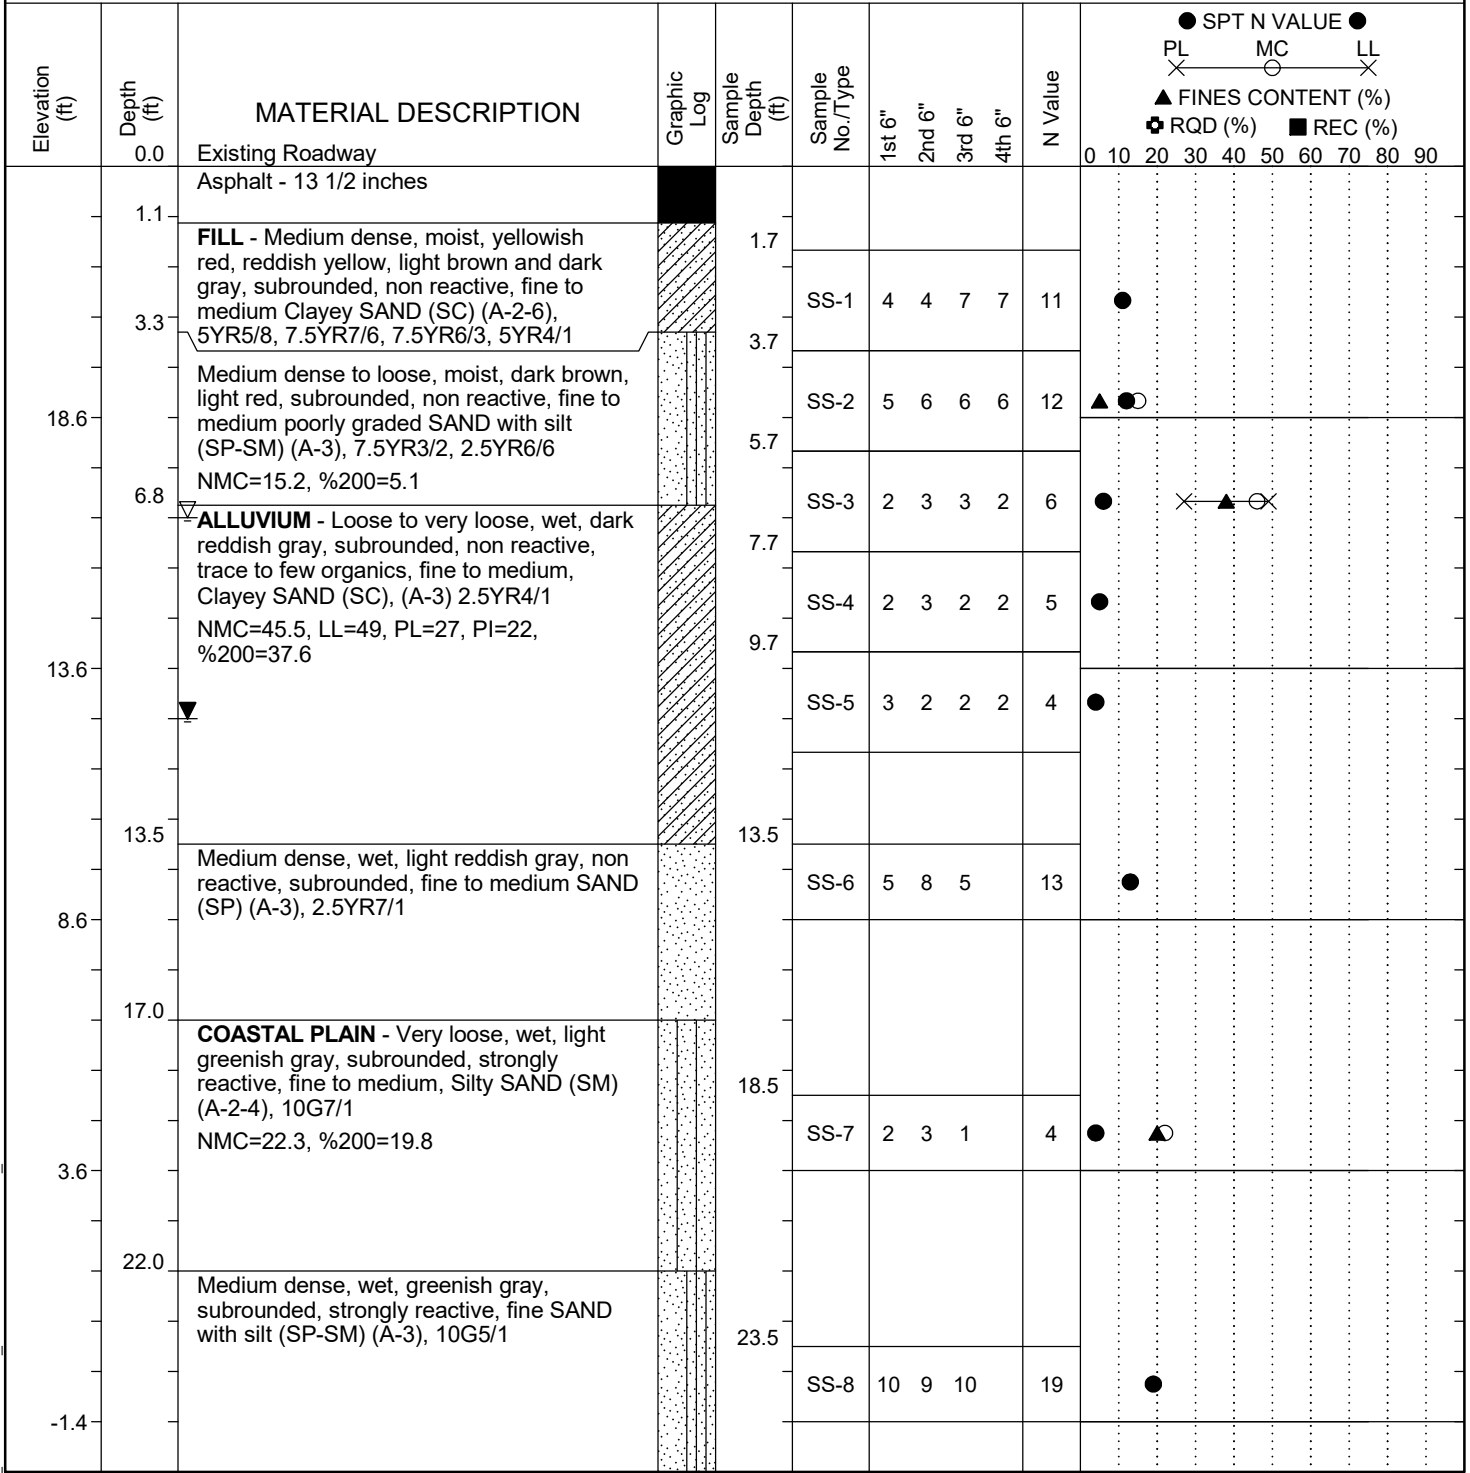 ● SPT N VALUE ●
PL MC LL
▲ FINES CONTENT (%)
RQD (%) ■ REC (%)
0 10 20 30 40 50 60 70 80 90
Elevation (ft)
Depth (ft)
0.0
MATERIAL DESCRIPTION
Existing Roadway
Graphic Log
Sample Depth (ft)
Sample No./Type
1st 6"
2nd 6"
3rd 6"
4th 6"
N Value
Asphalt - 13 1/2 inches
1.1
FILL - Medium dense, moist, yellowish
red, reddish yellow, light brown and dark
gray, subrounded, non reactive, fine to
medium Clayey SAND (SC) (A-2-6),
5YR5/8, 7.5YR7/6, 7.5YR6/3, 5YR4/1
1.7
SS-1 4 4 7 7 11
3.3
3.7
Medium dense to loose, moist, dark brown,
light red, subrounded, non reactive, fine to
medium poorly graded SAND with silt
(SP-SM) (A-3), 7.5YR3/2, 2.5YR6/6
NMC=15.2, %200=5.1
SS-2 5 6 6 6 12
18.6
5.7
6.8
ALLUVIUM - Loose to very loose, wet, dark
reddish gray, subrounded, non reactive,
trace to few organics, fine to medium,
Clayey SAND (SC), (A-3) 2.5YR4/1
NMC=45.5, LL=49, PL=27, PI=22,
%200=37.6
SS-3 2 3 3 2 6
7.7
SS-4 2 3 2 2 5
9.7
13.6
SS-5 3 2 2 2 4
13.5
13.5
Medium dense, wet, light reddish gray, non
reactive, subrounded, fine to medium SAND
(SP) (A-3), 2.5YR7/1
SS-6 5 8 5 13
8.6
17.0
COASTAL PLAIN - Very loose, wet, light
greenish gray, subrounded, strongly
reactive, fine to medium, Silty SAND (SM)
(A-2-4), 10G7/1
NMC=22.3, %200=19.8
18.5
SS-7 2 3 1 4
3.6
22.0
Medium dense, wet, greenish gray,
subrounded, strongly reactive, fine SAND
with silt (SP-SM) (A-3), 10G5/1
23.5
SS-8 10 9 10 19
-1.4